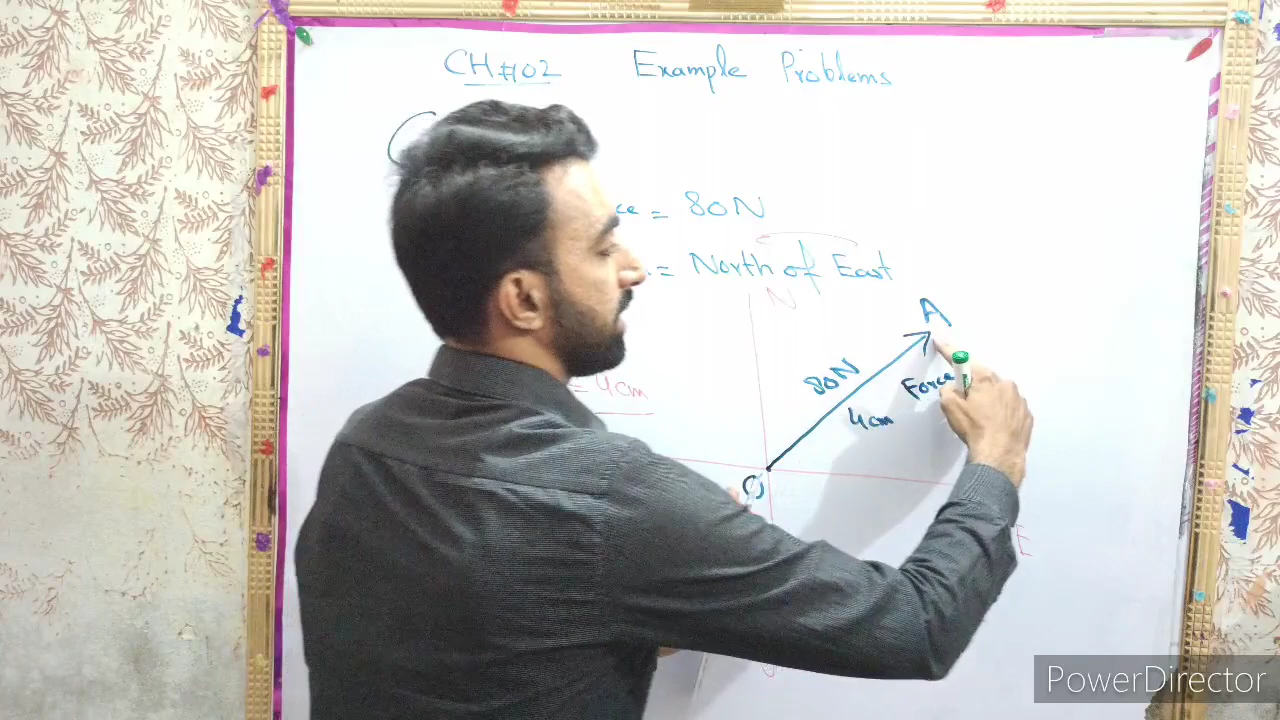 CH#02 Example Problems
= 80N
= North of East
N
A
80N
Force
= 4cm
4cm
O
E
PowerDirector